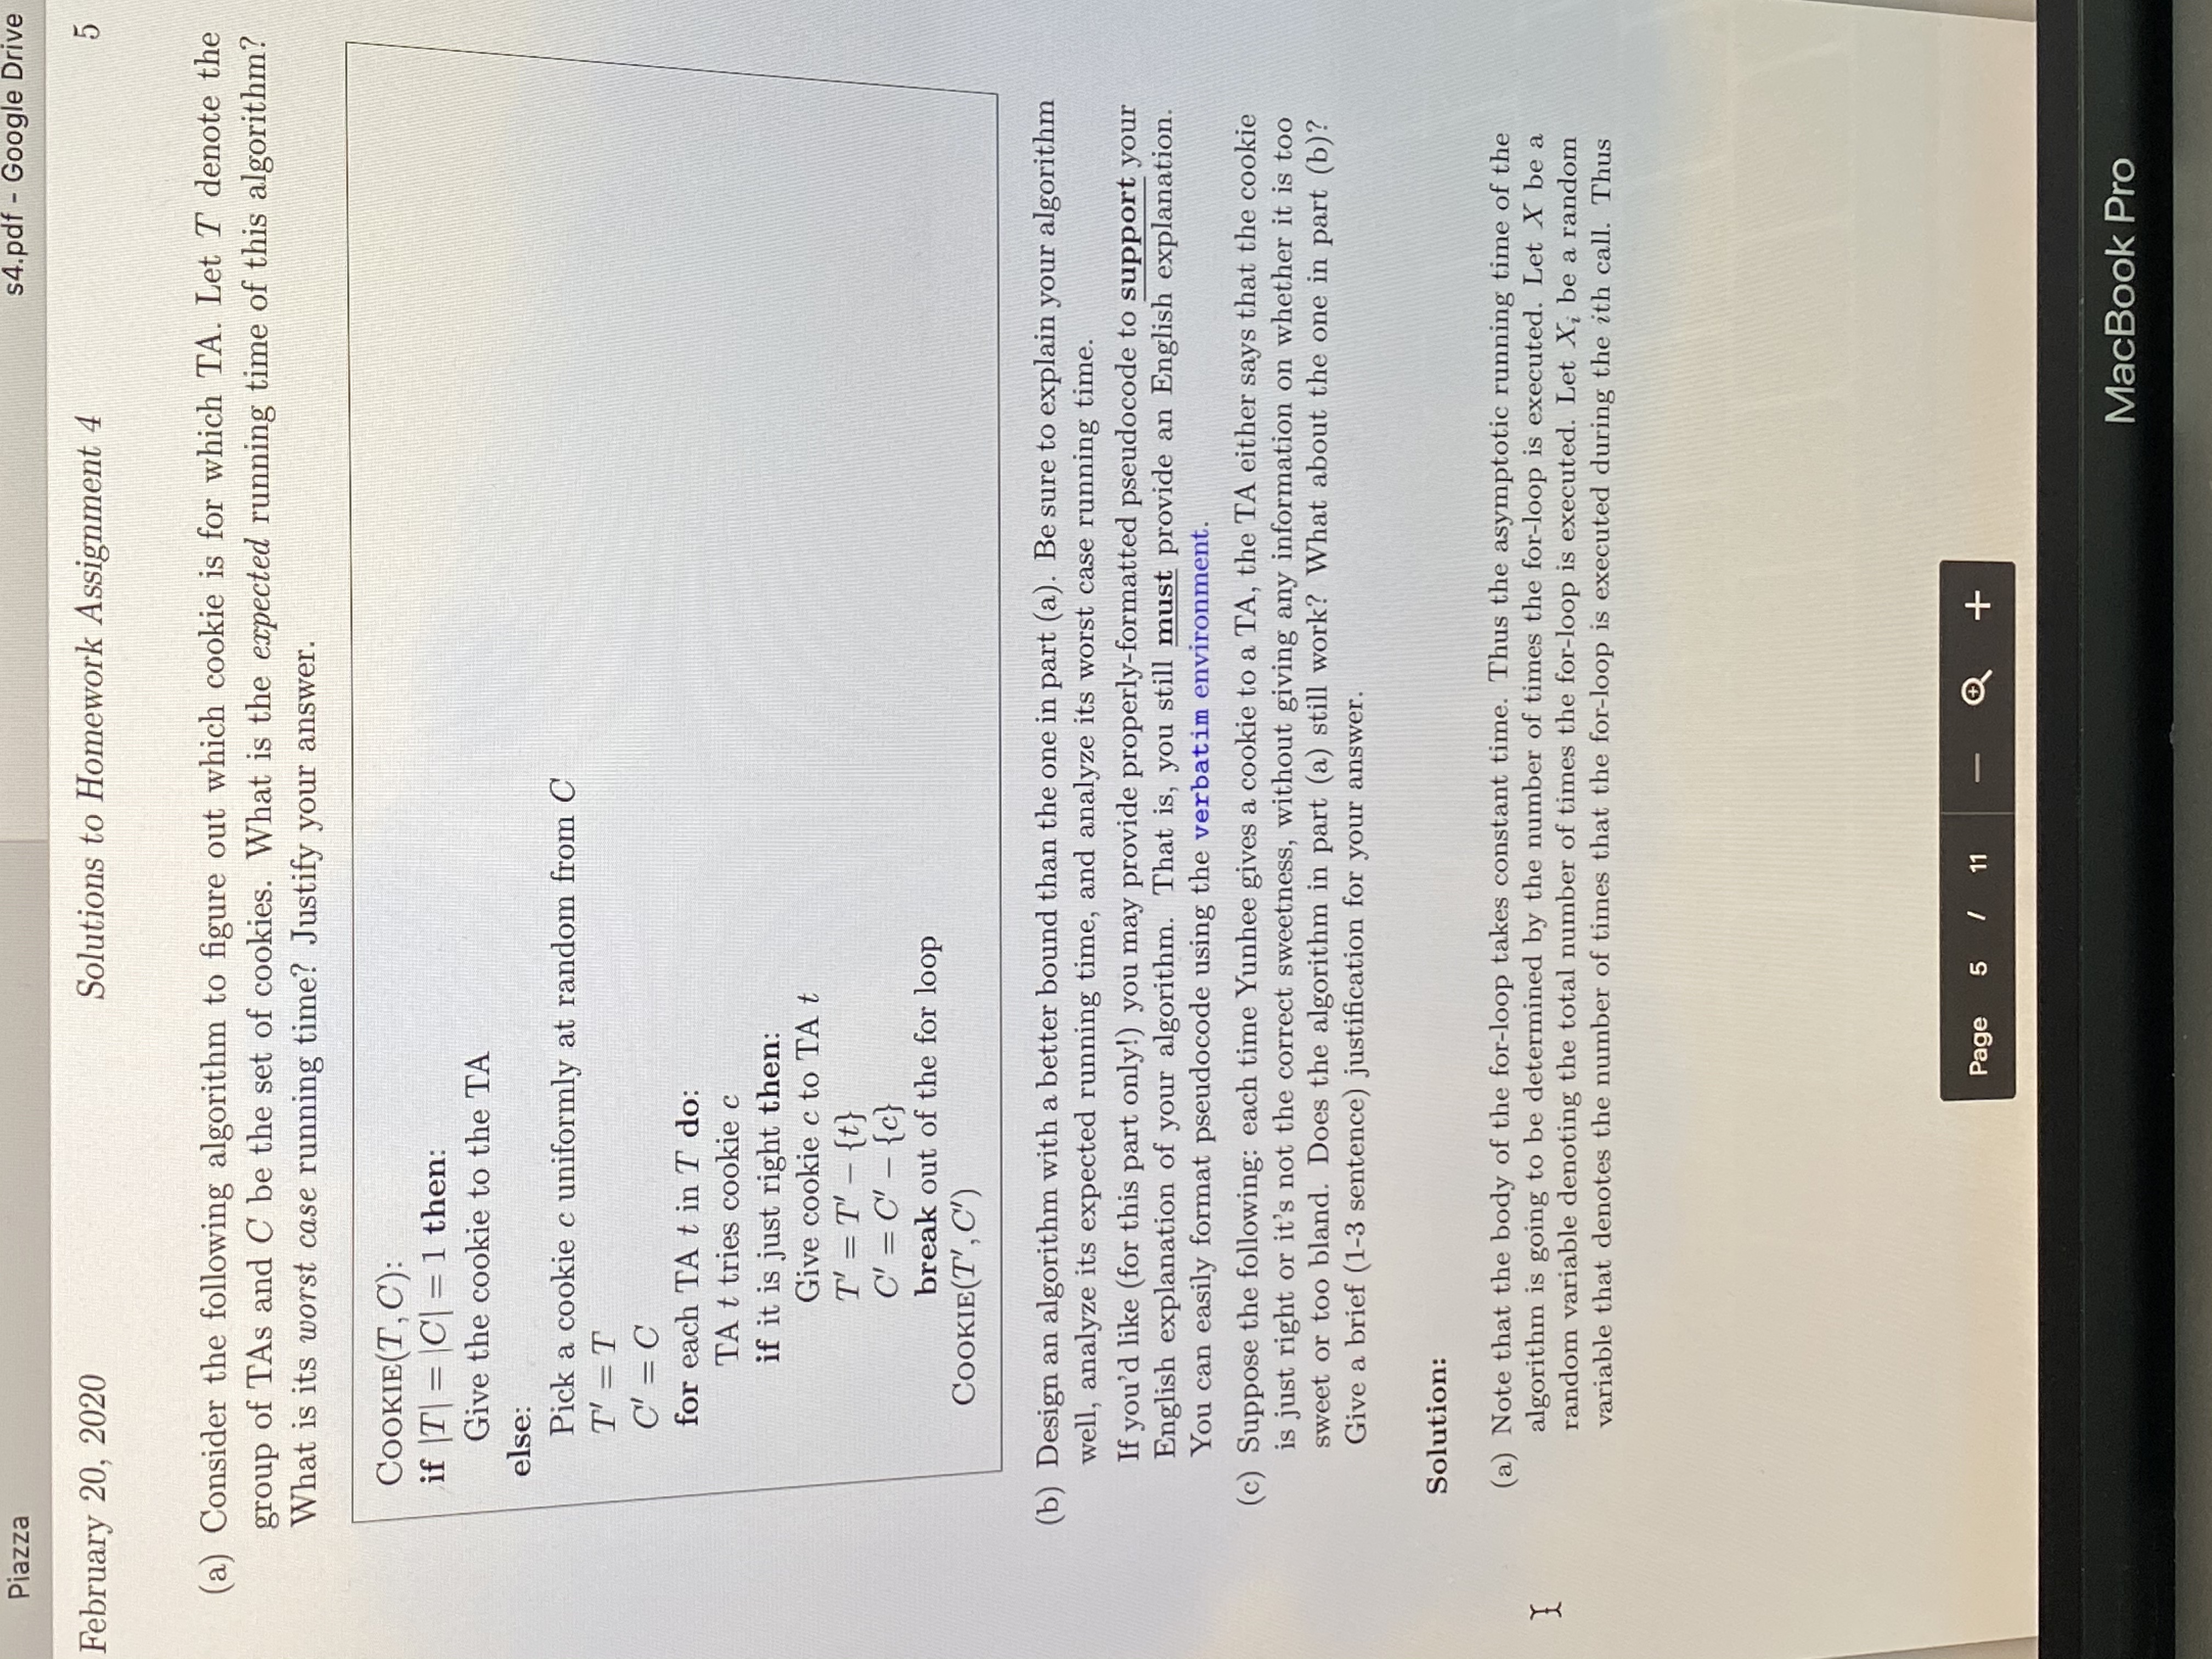 Piazza
s4.pdf - Google Drive
February 20, 2020 Solutions to Homework Assignment 4 5
(a) Consider the following algorithm to figure out which cookie is for which TA. Let T denote the
group of TAs and C be the set of cookies. What is the expected running time of this algorithm?
What is its worst case running time? Justify your answer.
COOKIE(T, C):
if |T| = |C| = 1 then:
Give the cookie to the TA
else:
Pick a cookie c uniformly at random from C
T′ = T
C′ = C
for each TA t in T do:
TA t tries cookie c
if it is just right then:
Give cookie c to TA t
T′ = T′ − {t}
C′ = C′ − {c}
break out of the for loop
COOKIE(T′, C′)
(b) Design an algorithm with a better bound than the one in part (a). Be sure to explain your algorithm
well, analyze its expected running time, and analyze its worst case running time.
If you'd like (for this part only!) you may provide properly-formatted pseudocode to support your
English explanation of your algorithm. That is, you still must provide an English explanation.
You can easily format pseudocode using the verbatim environment.
(c) Suppose the following: each time Yunhee gives a cookie to a TA, the TA either says that the cookie
is just right or it's not the correct sweetness, without giving any information on whether it is too
sweet or too bland. Does the algorithm in part (a) still work? What about the one in part (b)?
Give a brief (1-3 sentence) justification for your answer.
Solution:
(a) Note that the body of the for-loop takes constant time. Thus the asymptotic running time of the
algorithm is going to be determined by the number of times the for-loop is executed. Let X be a
random variable denoting the total number of times the for-loop is executed. Let Xᵢ be a random
variable that denotes the number of times that the for-loop is executed during the ith call. Thus
Page 5 / 11 — +
MacBook Pro